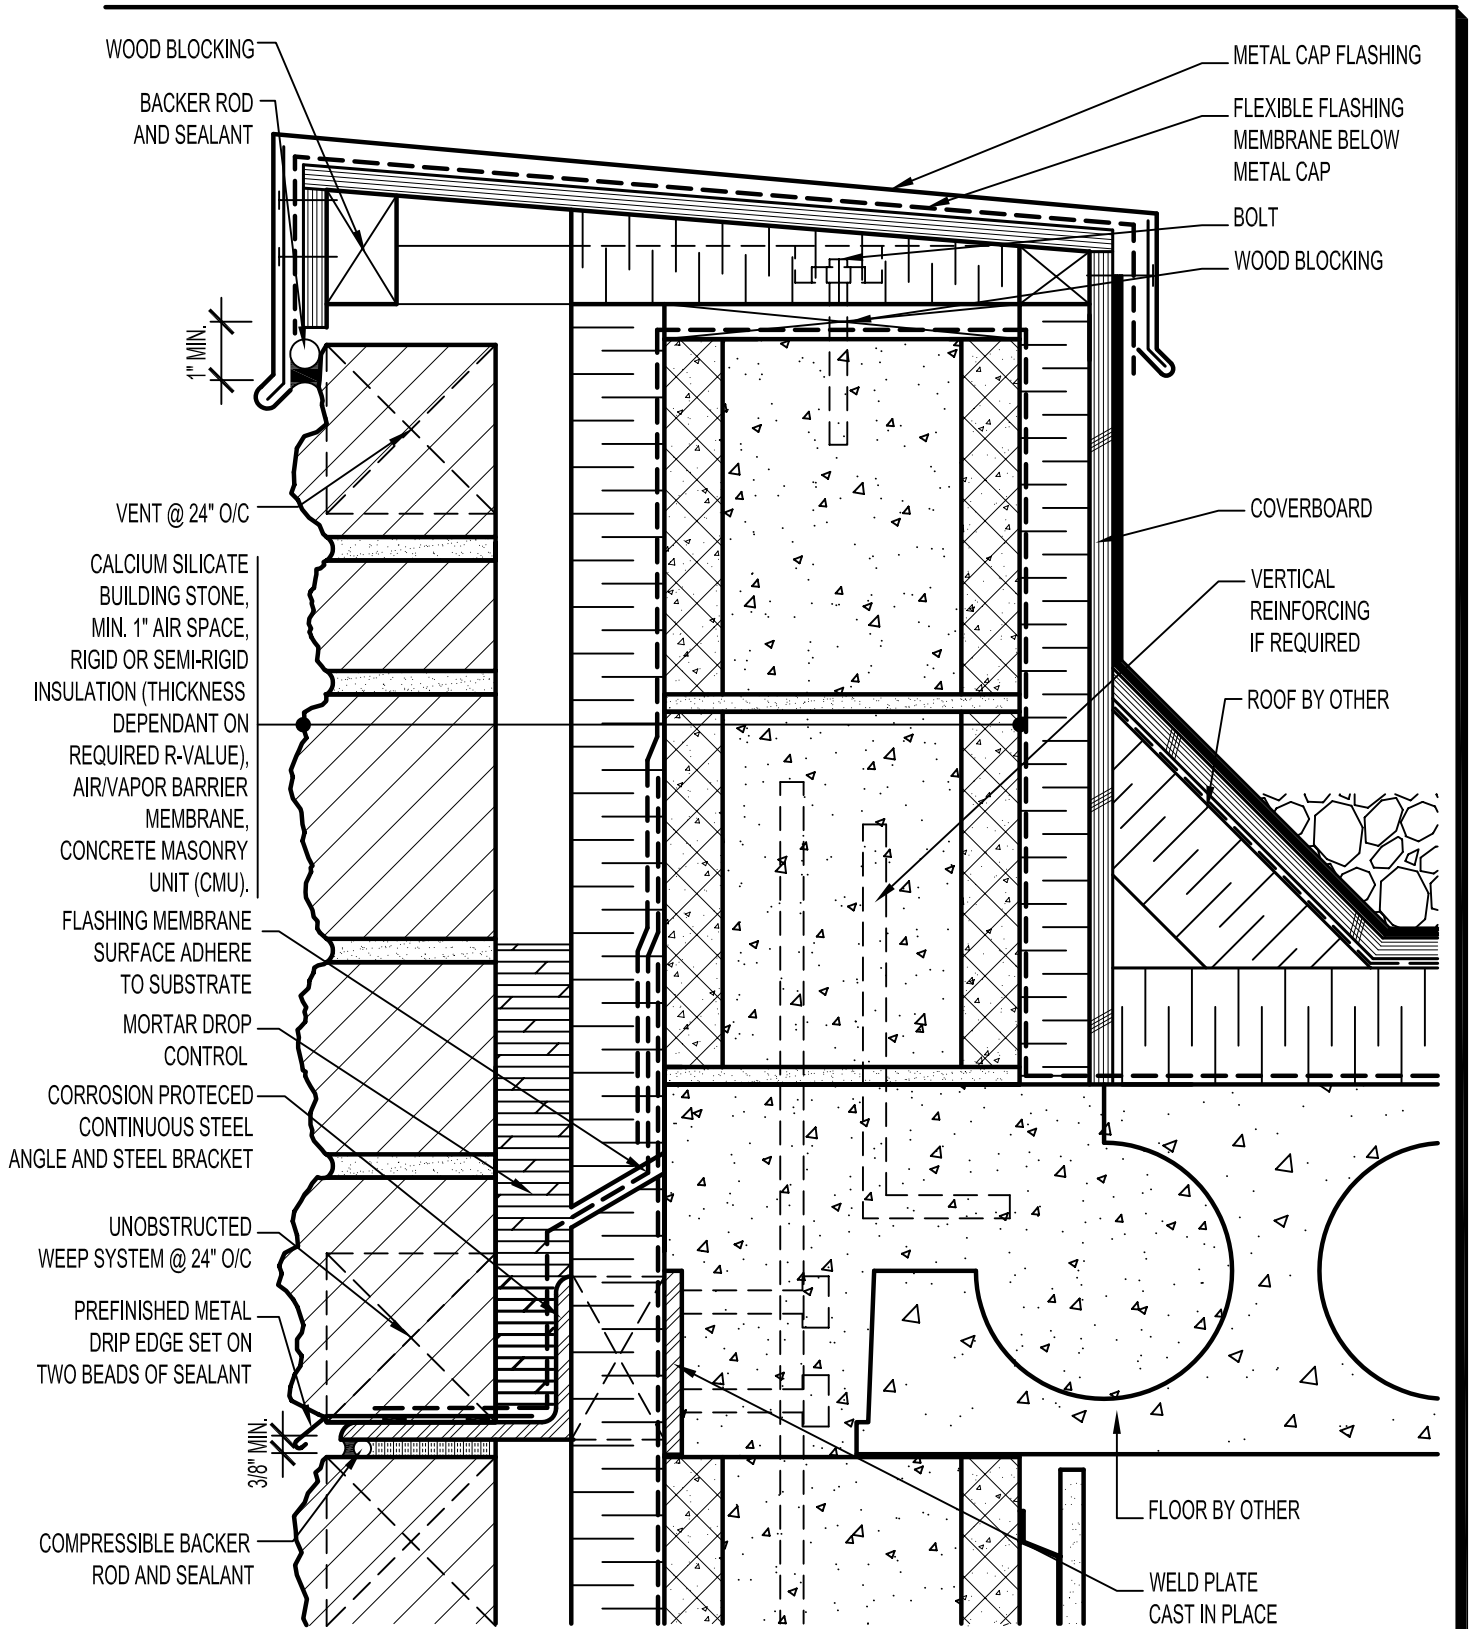 WOOD BLOCKING
BACKER ROD
AND SEALANT
1" MIN.
VENT @ 24" O/C
CALCIUM SILICATE
BUILDING STONE,
MIN. 1" AIR SPACE,
RIGID OR SEMI-RIGID
INSULATION (THICKNESS
DEPENDANT ON
REQUIRED R-VALUE),
AIR/VAPOR BARRIER
MEMBRANE,
CONCRETE MASONRY
UNIT (CMU).
FLASHING MEMBRANE
SURFACE ADHERE
TO SUBSTRATE
MORTAR DROP
CONTROL
CORROSION PROTECED
CONTINUOUS STEEL
ANGLE AND STEEL BRACKET
UNOBSTRUCTED
WEEP SYSTEM @ 24" O/C
PREFINISHED METAL
DRIP EDGE SET ON
TWO BEADS OF SEALANT
3/8" MIN.
COMPRESSIBLE BACKER
ROD AND SEALANT
METAL CAP FLASHING
FLEXIBLE FLASHING
MEMBRANE BELOW
METAL CAP
BOLT
WOOD BLOCKING
COVERBOARD
VERTICAL
REINFORCING
IF REQUIRED
ROOF BY OTHER
FLOOR BY OTHER
WELD PLATE
CAST IN PLACE